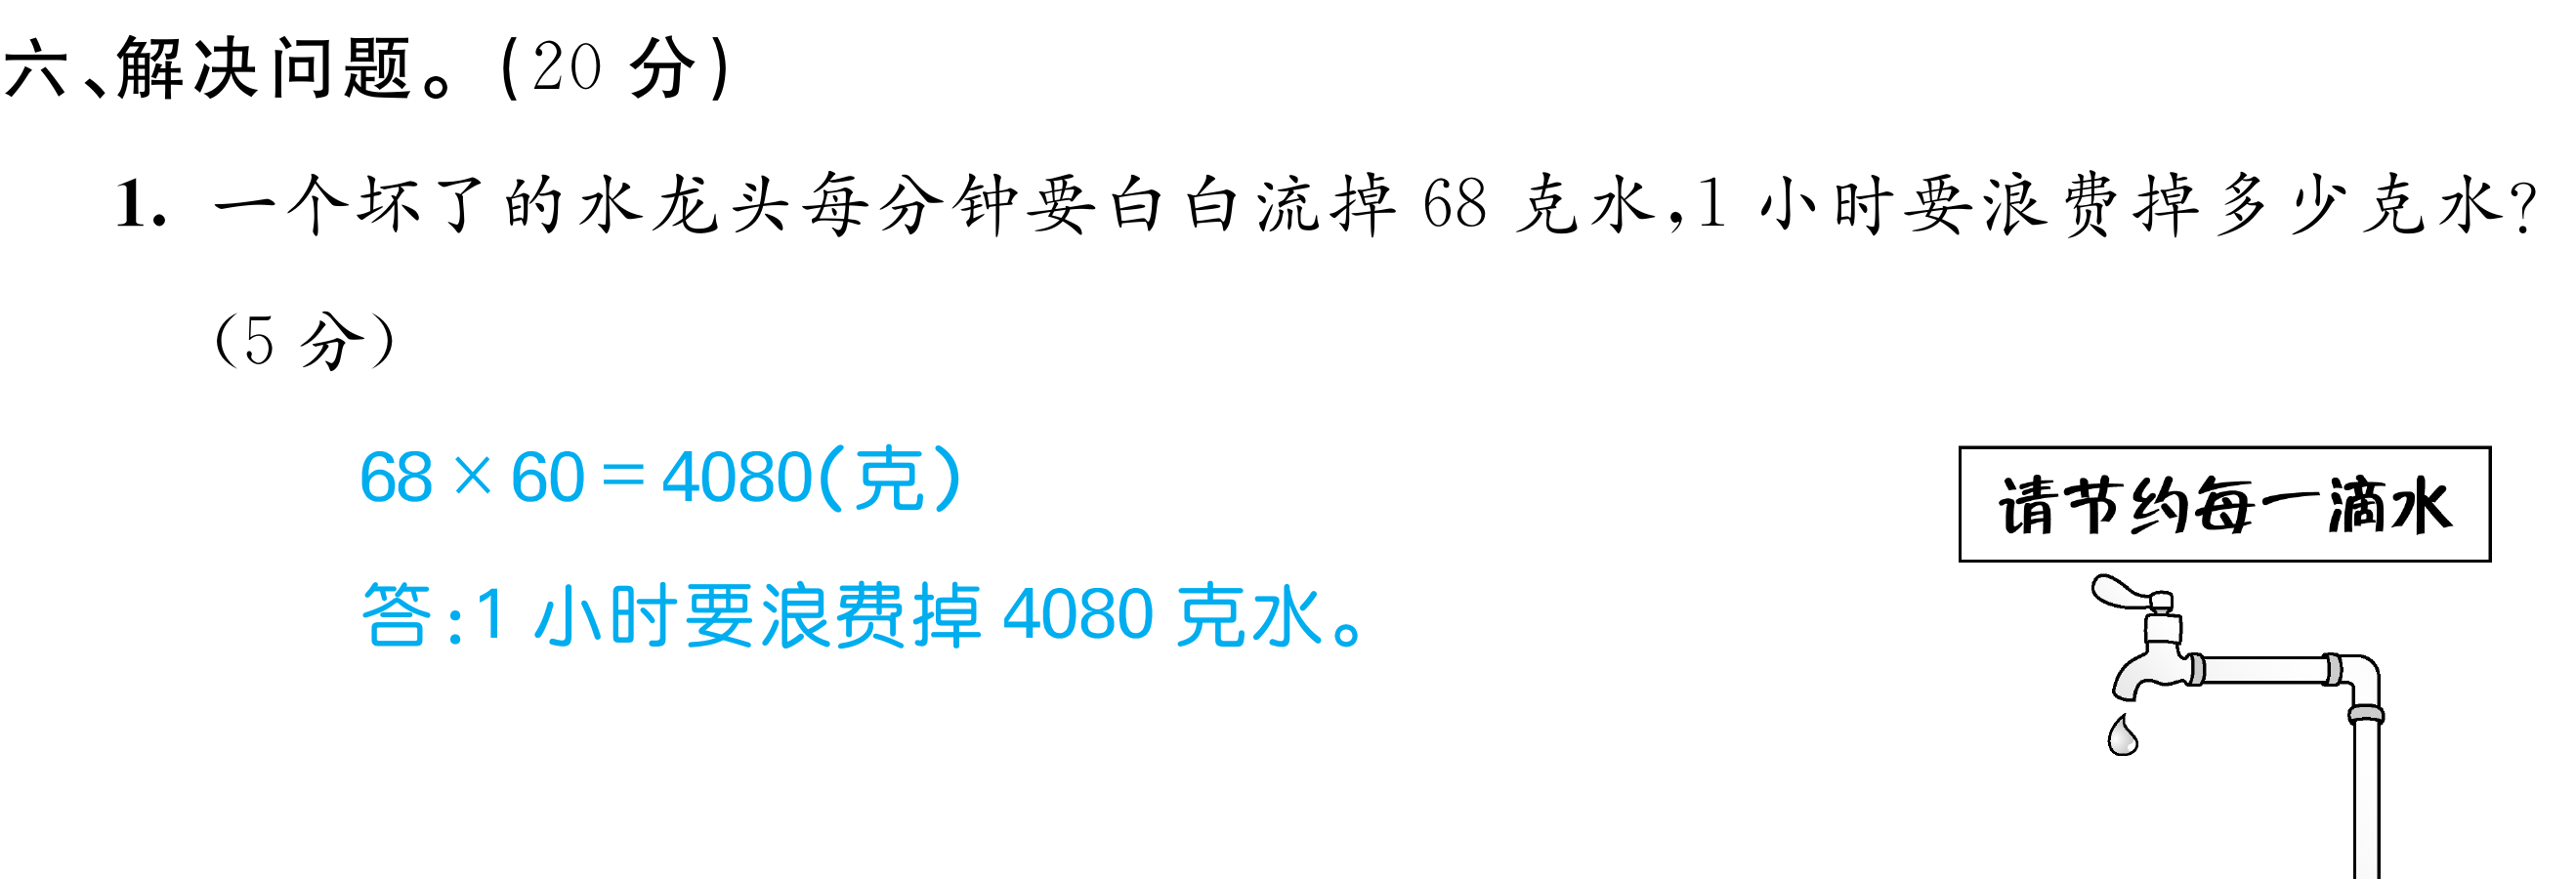 六、解决问题。(20 分)
1. 一个坏了的水龙头每分钟要白白流掉 68 克水,1 小时要浪费掉多少克水?
(5 分)
68 × 60 = 4080(克)
请节约每一滴水
答:1 小时要浪费掉 4080 克水。